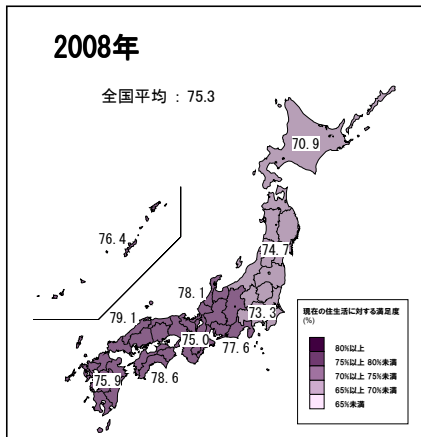 2008年
全国平均 : 75.3
70.9
76.4
74.7
78.1
79.1
73.3
75.0
77.6
75.9
78.6
現在の住生活に対する満足度
(%)
80%以上
75%以上 80%未満
70%以上 75%未満
65%以上 70%未満
65%未満